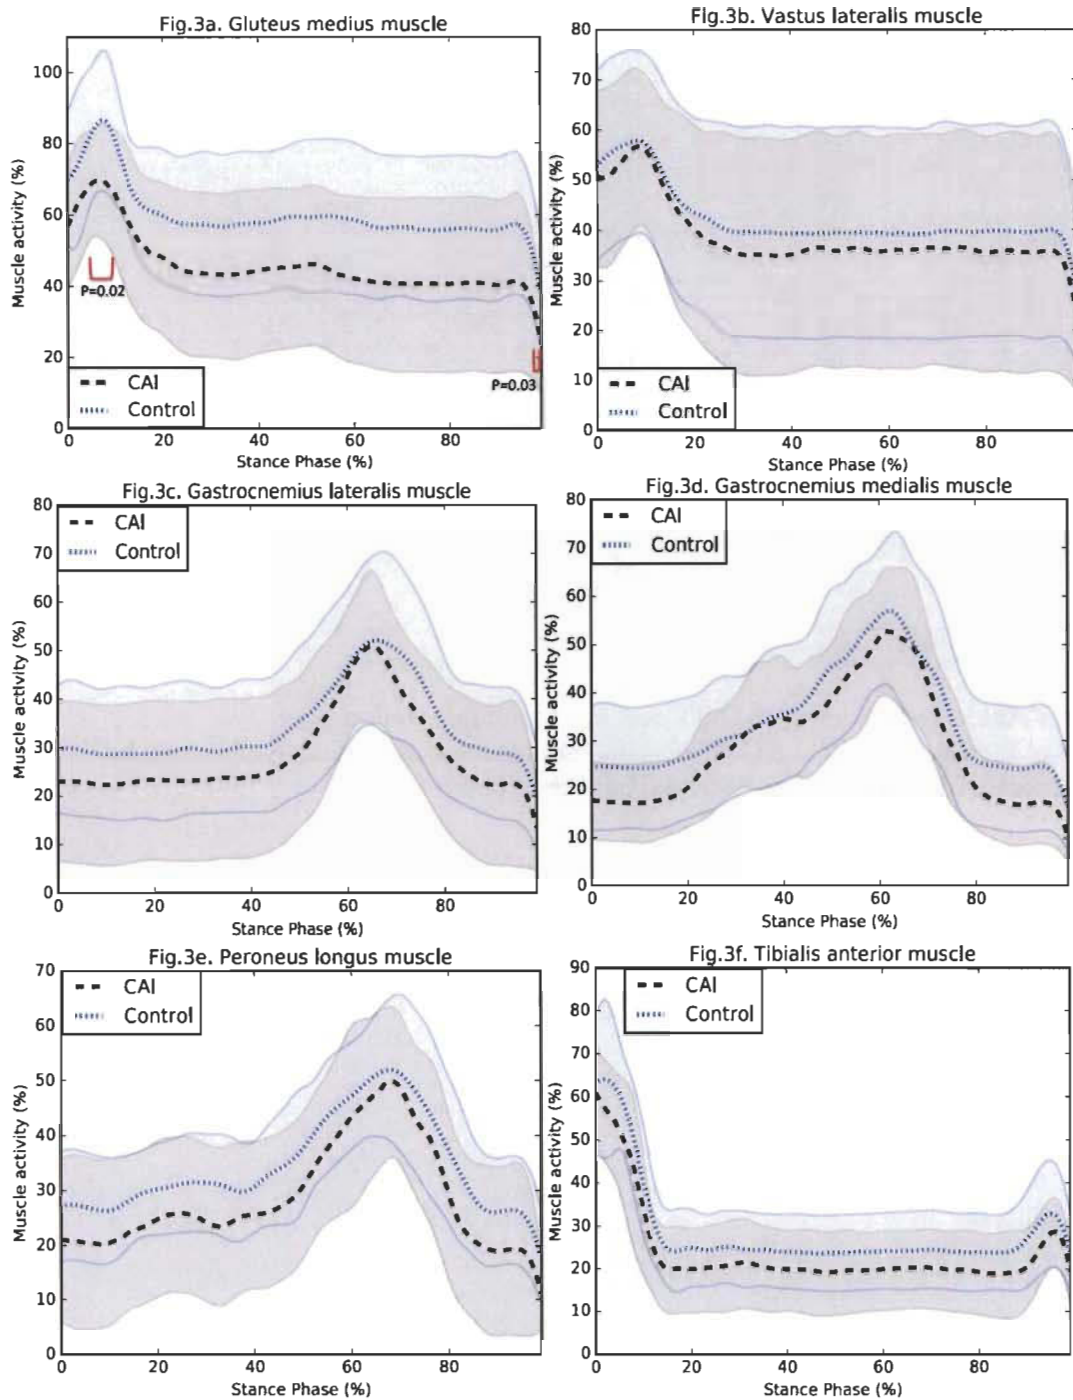 Fig.3a. Gluteus medius muscle
Muscle activity (%)
100
80
60
40
20
0
20
40
60
80
P=0.02
P=0.03
CAI
Control
Stance Phase (%)
Fig.3b. Vastus lateralis muscle
Muscle activity (%)
80
70
60
50
40
30
20
10
0
0
20
40
60
80
CAI
Control
Stance Phase (%)
Fig.3c. Gastrocnemius lateralis muscle
Muscle activity (%)
80
70
60
50
40
30
20
10
0
0
20
40
60
80
CAI
Control
Stance Phase (%)
Fig.3d. Gastrocnemius medialis muscle
Muscle activity (%)
80
70
60
50
40
30
20
10
0
0
20
40
60
80
CAI
Control
Stance Phase (%)
Fig.3e. Peroneus longus muscle
Muscle activity (%)
70
60
50
40
30
20
10
0
0
20
40
60
80
CAI
Control
Stance Phase (%)
Fig.3f. Tibialis anterior muscle
Muscle activity (%)
90
80
70
60
50
40
30
20
10
0
0
20
40
60
80
CAI
Control
Stance Phase (%)